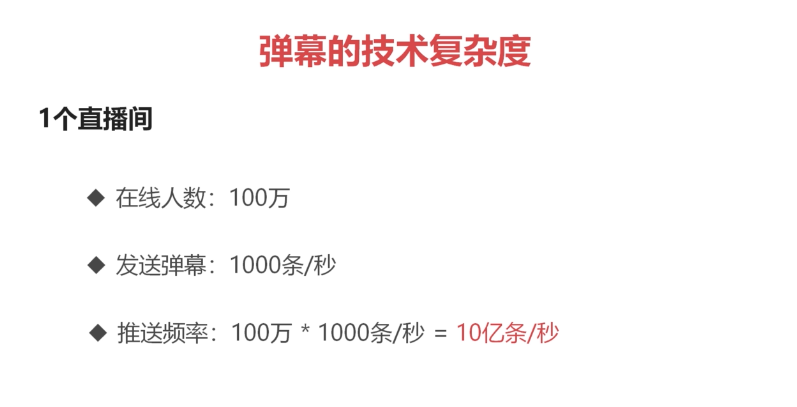 弹幕的技术复杂度
1个直播间
◆ 在线人数：100万
◆ 发送弹幕：1000条/秒
◆ 推送频率：100万 * 1000条/秒 = 10亿条/秒